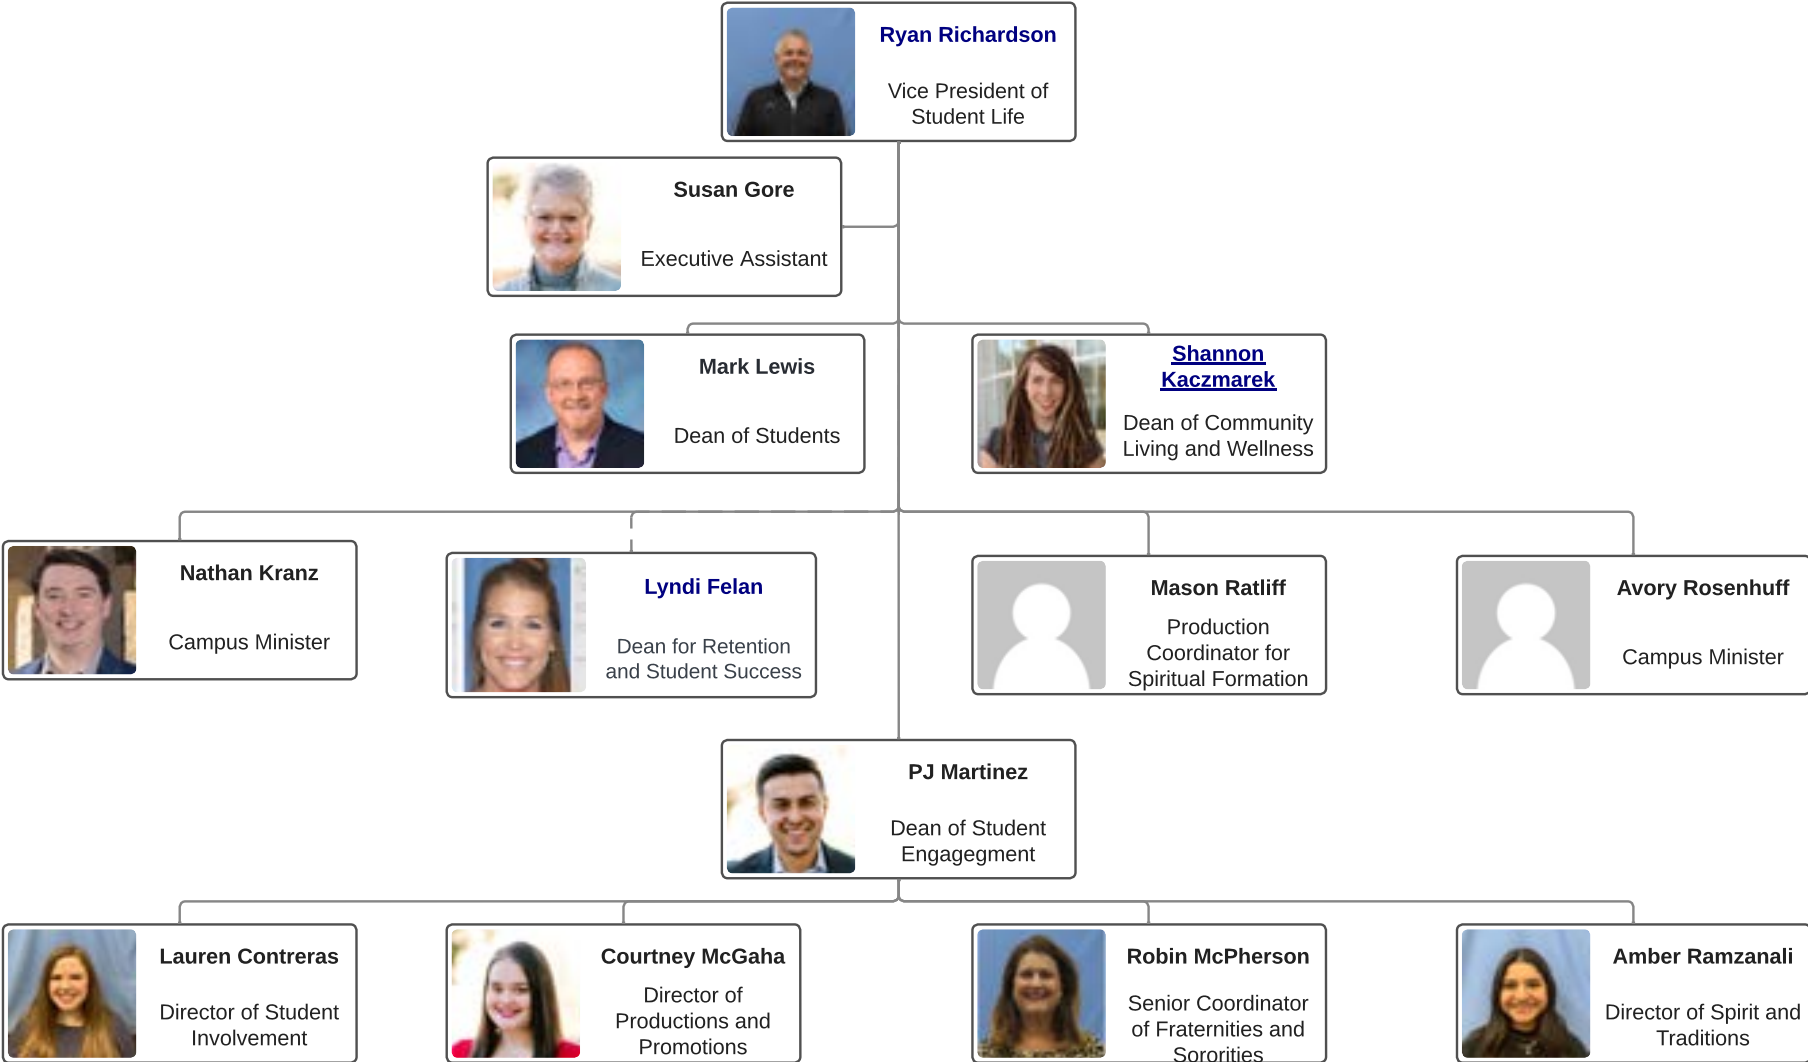 Ryan Richardson
Vice President of
Student Life
Susan Gore
Executive Assistant
Mark Lewis
Dean of Students
Shannon
Kaczmarek
Dean of Community
Living and Wellness
Nathan Kranz
Campus Minister
Lyndi Felan
Dean for Retention
and Student Success
Mason Ratliff
Production
Coordinator for
Spiritual Formation
Avory Rosenhuff
Campus Minister
PJ Martinez
Dean of Student
Engagegment
Lauren Contreras
Director of Student
Involvement
Courtney McGaha
Director of
Productions and
Promotions
Robin McPherson
Senior Coordinator
of Fraternities and
Sororities
Amber Ramzanali
Director of Spirit and
Traditions